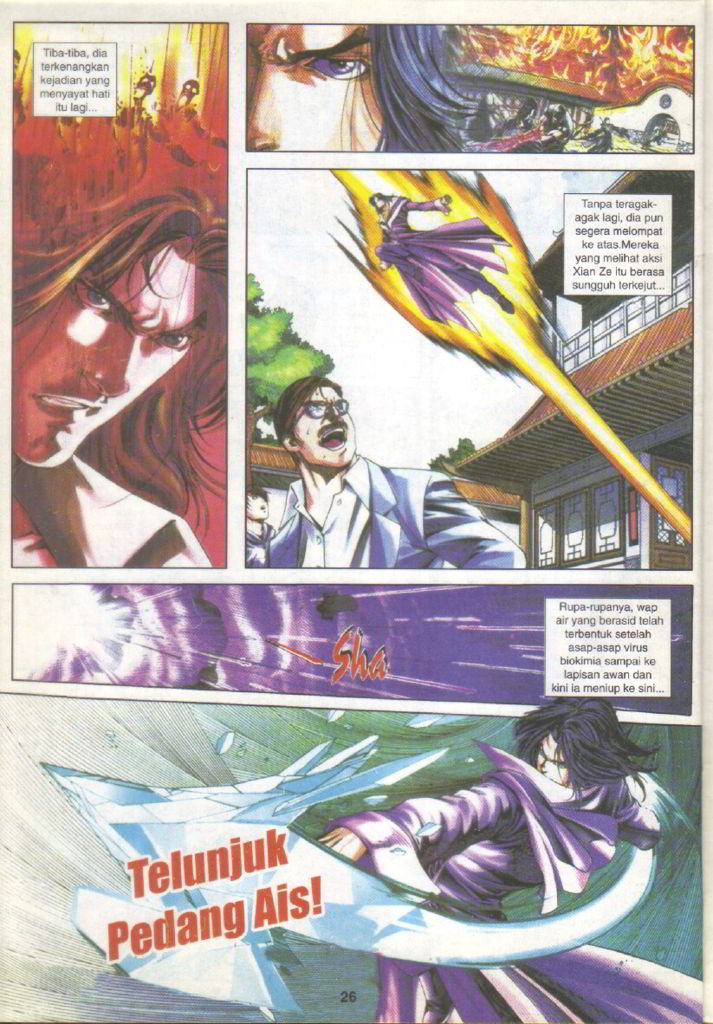 Tiba-tiba, dia
terkenangkan
kejadian yang
menyayat hati
itu lagi...
Tanpa teragak-
agak lagi, dia pun
segera melompat
ke atas.Mereka
yang melihat aksi
Xian Ze itu berasa
sungguh terkejut...
Rupa-rupanya, wap
air yang berasid telah
terbentuk setelah
asap-asap virus
biokimia sampai ke
lapisan awan dan
kini ia meniup ke sini...
Sha
Telunjuk
Pedang Ais!
26